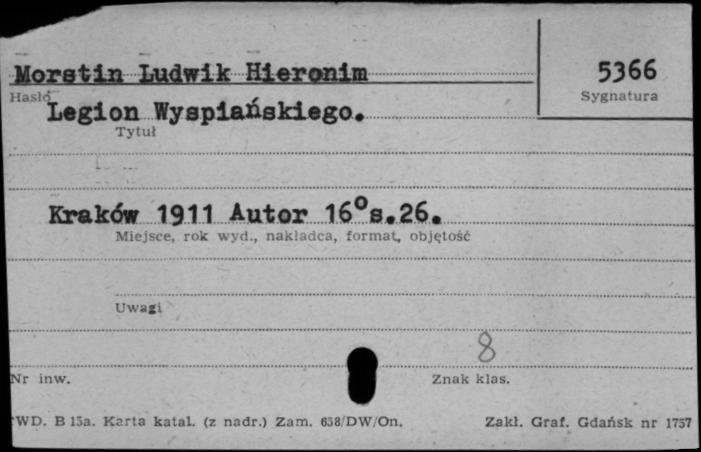 Morstin Ludwik Hieronim
5366
Hasło
Sygnatura
Legion Wyspiańskiego.
Tytuł
Kraków 1911 Autor 16° s.26.
Miejsce, rok wyd., nakładca, format, objętość
Uwagi
8
Nr inw.
Znak klas.
WD. B 15a. Karta katal. (z nadr.) Zam. 658/DW/On.
Zakł. Graf. Gdańsk nr 1757